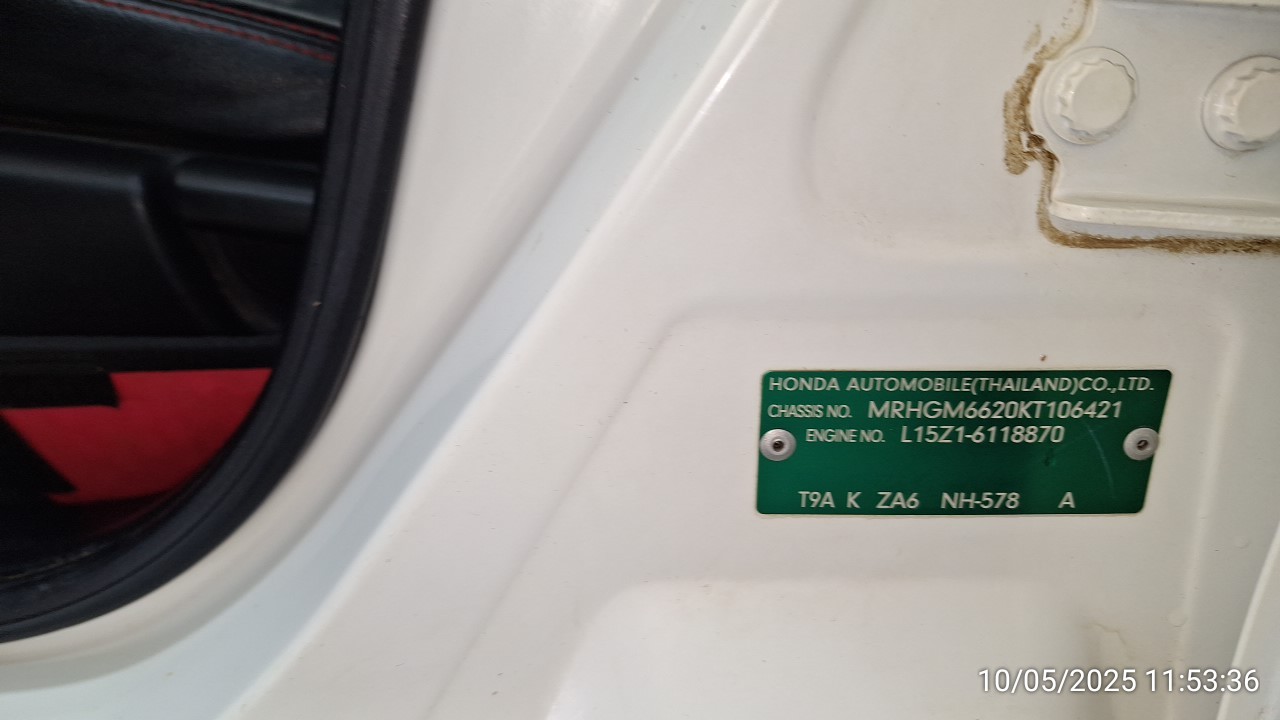 HONDA AUTOMOBILE(THAILAND)CO.,LTD.
CHASSIS NO. MRHGM6620KT106421
ENGINE NO. L15Z1-6118870
T9A K ZA6 NH-578 A
10/05/2025 11:53:36